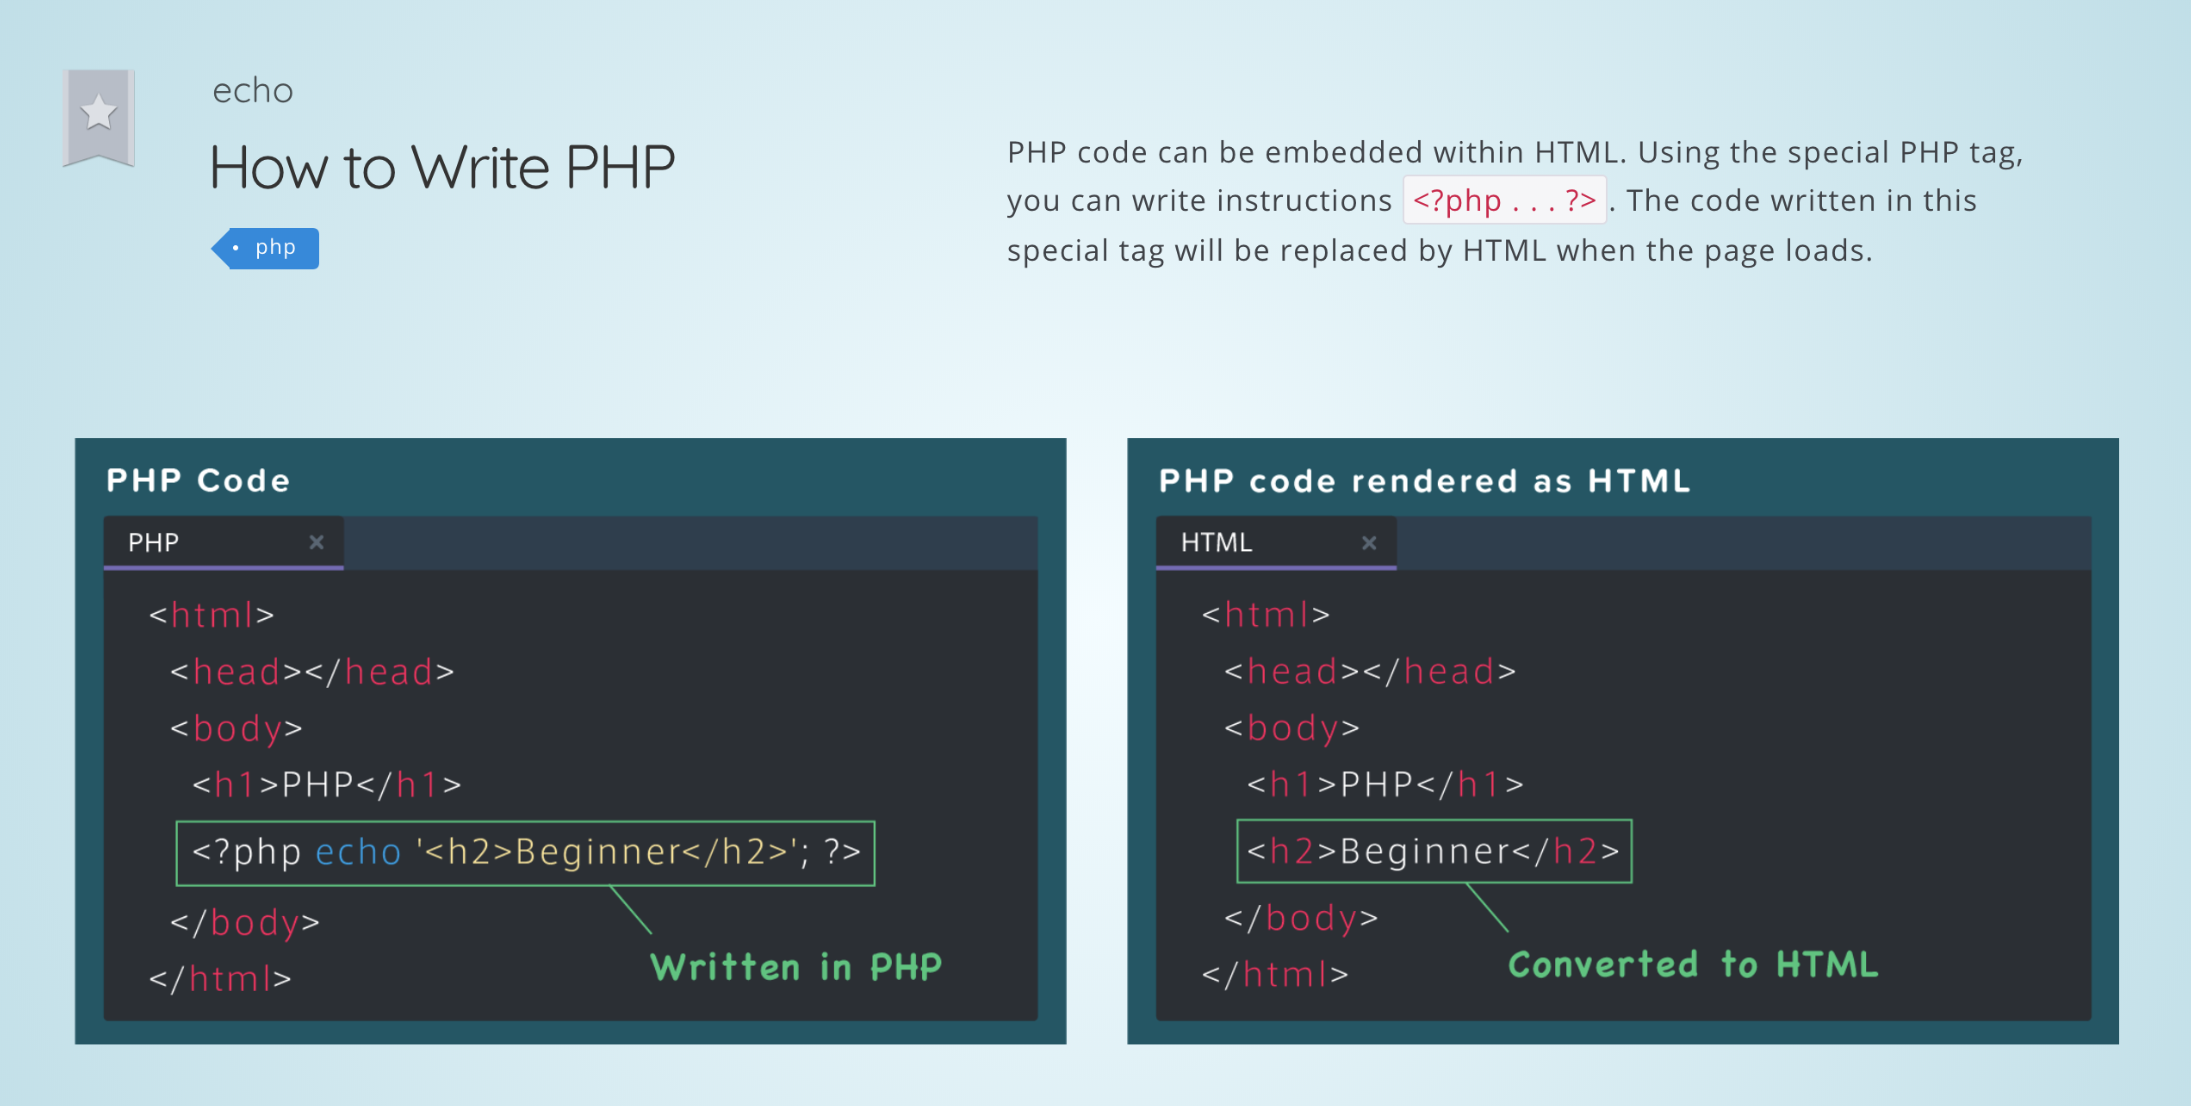 echo
How to Write PHP
• php
PHP code can be embedded within HTML. Using the special PHP tag,
you can write instructions <?php . . . ?> . The code written in this
special tag will be replaced by HTML when the page loads.
PHP Code
PHP ×
<html>
<head></head>
<body>
<h1>PHP</h1>
<?php echo '<h2>Beginner</h2>'; ?>
</body>
</html>
Written in PHP
PHP code rendered as HTML
HTML ×
<html>
<head></head>
<body>
<h1>PHP</h1>
<h2>Beginner</h2>
</body>
</html>
Converted to HTML